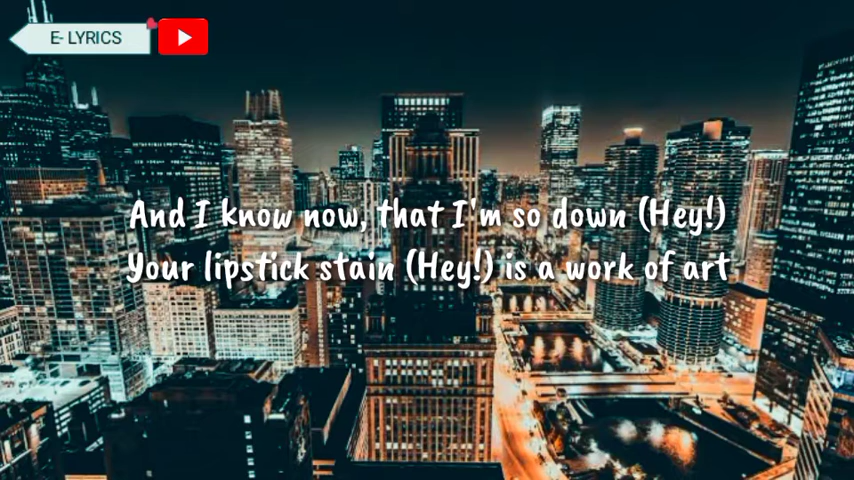 E- LYRICS
And I know now, that I'm so down (Hey!)
Your lipstick stain (Hey!) is a work of art